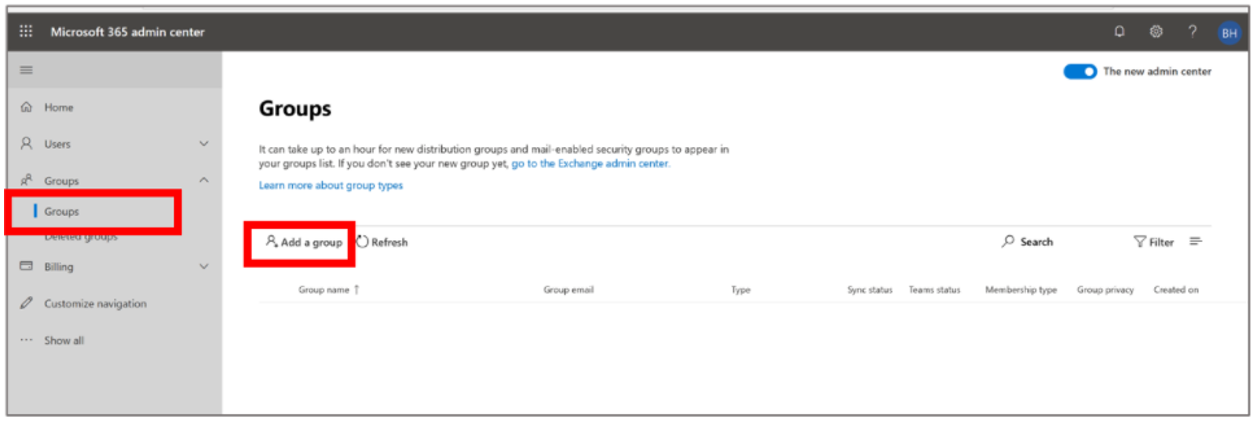 Microsoft 365 admin center
?
BH
The new admin center
Home
Users
Groups
Groups
Deleted groups
Billing
Customize navigation
Show all
Groups
It can take up to an hour for new distribution groups and mail-enabled security groups to appear in
your groups list. If you don't see your new group yet, go to the Exchange admin center.
Learn more about group types
Add a group
Refresh
Search
Filter
Group name ↑
Group email
Type
Sync status
Teams status
Membership type
Group privacy
Created on